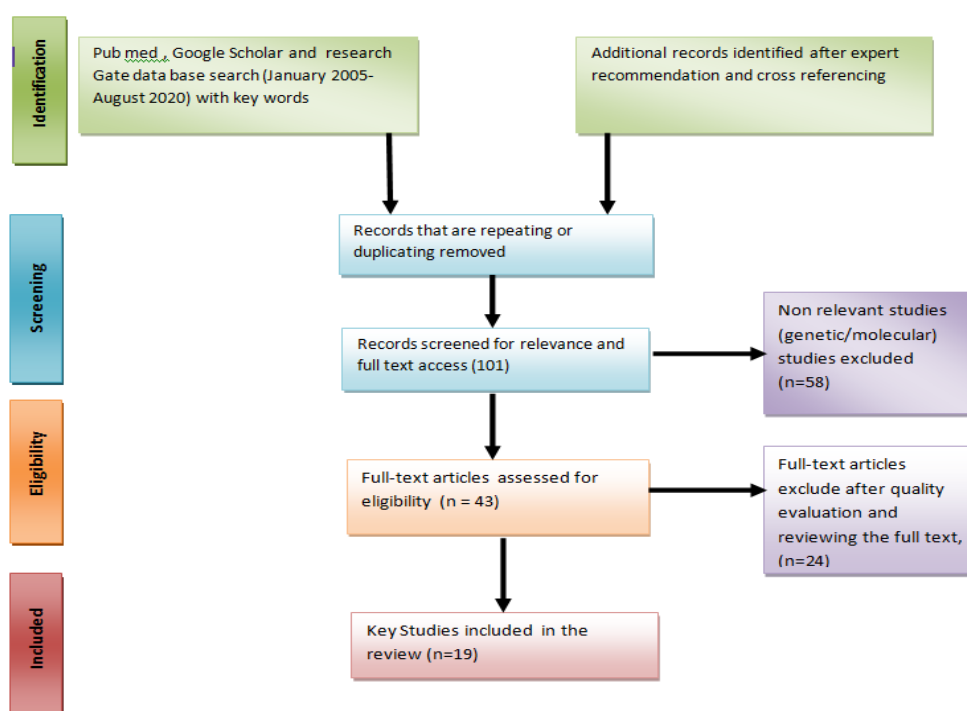 Identification
Pub med , Google Scholar and research
Gate data base search (January 2005-
August 2020) with key words
Additional records identified after expert
recommendation and cross referencing
Screening
Records that are repeating or
duplicating removed
Records screened for relevance and
full text access (101)
Non relevant studies
(genetic/molecular)
studies excluded
(n=58)
Eligibility
Full-text articles assessed for
eligibility (n = 43)
Full-text articles
exclude after quality
evaluation and
reviewing the full text,
(n=24)
Included
Key Studies included in the
review (n=19)